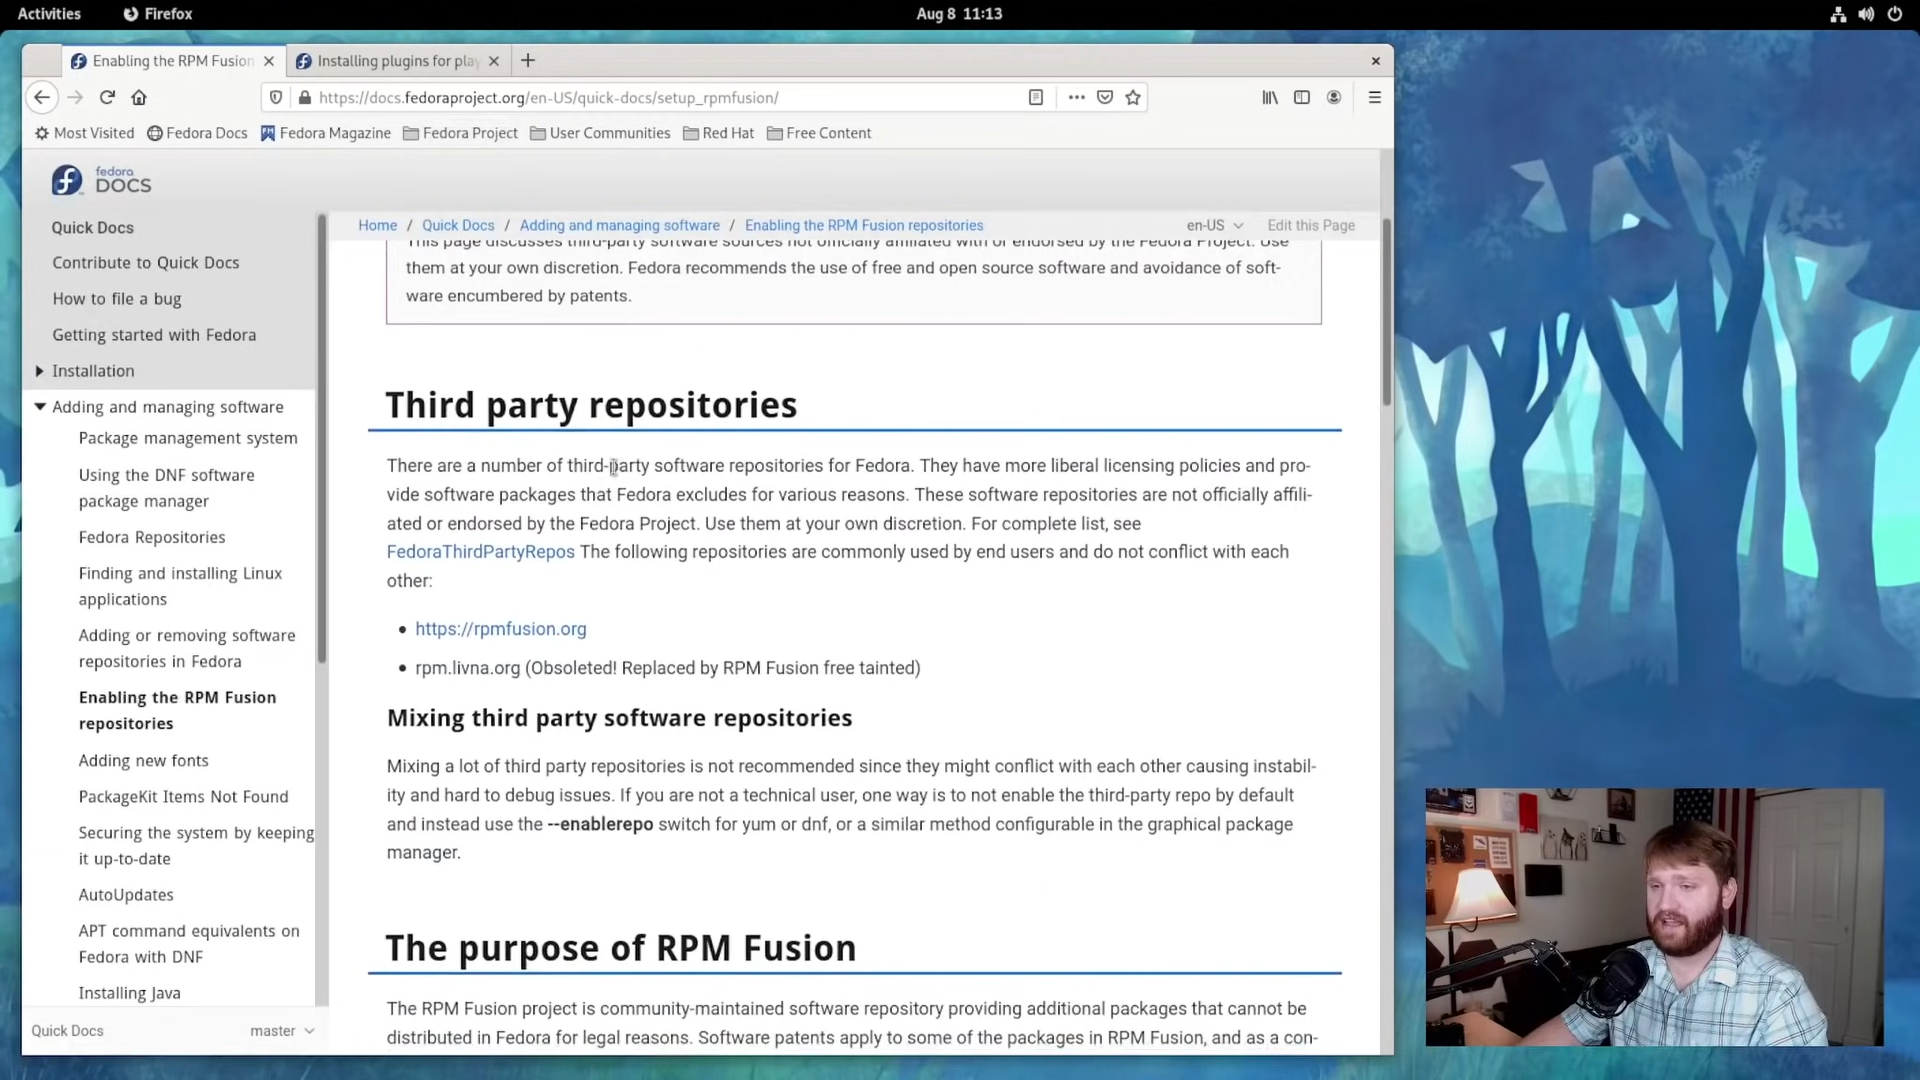 Activities
Firefox
Aug 8 11:13
Enabling the RPM Fusion
Installing plugins for pla
https://docs.fedoraproject.org/en-US/quick-docs/setup_rpmfusion/
Most Visited
Fedora Docs
Fedora Magazine
Fedora Project
User Communities
Red Hat
Free Content
fedora
DOCS
Quick Docs
Contribute to Quick Docs
How to file a bug
Getting started with Fedora
Installation
Adding and managing software
Package management system
Using the DNF software
package manager
Fedora Repositories
Finding and installing Linux
applications
Adding or removing software
repositories in Fedora
Enabling the RPM Fusion
repositories
Adding new fonts
PackageKit Items Not Found
Securing the system by keeping
it up-to-date
AutoUpdates
APT command equivalents on
Fedora with DNF
Installing Java
Quick Docs
master
Home / Quick Docs / Adding and managing software / Enabling the RPM Fusion repositories
en-US
Edit this Page
This page discusses third-party software sources not officially affiliated with or endorsed by the Fedora Project. Use
them at your own discretion. Fedora recommends the use of free and open source software and avoidance of soft-
ware encumbered by patents.
Third party repositories
There are a number of third-party software repositories for Fedora. They have more liberal licensing policies and pro-
vide software packages that Fedora excludes for various reasons. These software repositories are not officially affili-
ated or endorsed by the Fedora Project. Use them at your own discretion. For complete list, see
FedoraThirdPartyRepos The following repositories are commonly used by end users and do not conflict with each
other:
https://rpmfusion.org
rpm.livna.org (Obsoleted! Replaced by RPM Fusion free tainted)
Mixing third party software repositories
Mixing a lot of third party repositories is not recommended since they might conflict with each other causing instabil-
ity and hard to debug issues. If you are not a technical user, one way is to not enable the third-party repo by default
and instead use the --enablerepo switch for yum or dnf, or a similar method configurable in the graphical package
manager.
The purpose of RPM Fusion
The RPM Fusion project is community-maintained software repository providing additional packages that cannot be
distributed in Fedora for legal reasons. Software patents apply to some of the packages in RPM Fusion, and as a con-